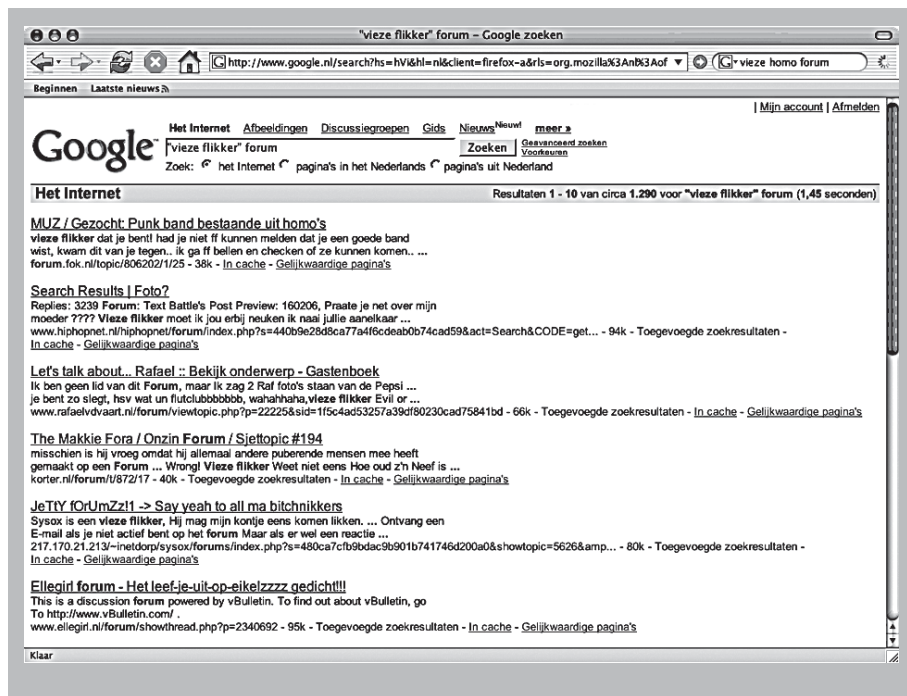 "vieze flikker" forum – Google zoeken
http://www.google.nl/search?hs=hVi&hl=nl&client=firefox-a&rls=org.mozilla%3Anl%3Aof
vieze homo forum
Beginnen Laatste nieuws
| Mijn account | Afmelden
Google™
Het Internet Afbeeldingen Discussiegroepen Gids Nieuws Nieuw! meer »
"vieze flikker" forum Zoeken Geavanceerd zoeken
Voorkeuren
Zoek: het Internet pagina's in het Nederlands pagina's uit Nederland
Het Internet Resultaten 1 - 10 van circa 1.290 voor "vieze flikker" forum (1,45 seconden)
MUZ / Gezocht: Punk band bestaande uit homo's
vieze flikker dat je bent! had je niet ff kunnen melden dat je een goede band
wist, kwam dit van je tegen.. ik ga ff bellen en checken of ze kunnen komen.. ...
forum.fok.nl/topic/806202/1/25 - 38k - In cache - Gelijkwaardige pagina's
Search Results | Foto?
Replies: 3239 Forum: Text Battle's Post Preview: 160206, Praate je net over mijn
moeder ???? Vieze flikker moet ik jou erbij neuken ik naai jullie aanelkaar ...
www.hiphopnet.nl/hiphopnet/forum/index.php?s=440b9e28d8ca77a4f6cdeab0b74cad59&act=Search&CODE=get... - 94k - Toegevoegde zoekresultaten -
In cache - Gelijkwaardige pagina's
Let's talk about... Rafael :: Bekijk onderwerp - Gastenboek
Ik ben geen lid van dit Forum, maar Ik zag 2 Raf foto's staan van de Pepsi ...
je bent zo slegt, hsv wat un flutclubbbbbbb, wahahhaha,vieze flikker Evil or ...
www.rafaelvdvaart.nl/forum/viewtopic.php?p=22225&sid=1f5c4ad53257a39df80230cad75841bd - 66k - Toegevoegde zoekresultaten - In cache - Gelijkwaardige pagina's
The Makkie Fora / Onzin Forum / Sjettopic #194
misschien is hij vroeg omdat hij allemaal andere puberende mensen mee heeft
gemaakt op een Forum ... Wrong! Vieze flikker Weet niet eens Hoe oud z'n Neef is ...
korter.nl/forum/t/872/17 - 40k - Toegevoegde zoekresultaten - In cache - Gelijkwaardige pagina's
JeTtY fOrUmZz!1 -> Say yeah to all ma bitchnikkers
Sysox is een vieze flikker, Hij mag mijn kontje eens komen likken. ... Ontvang een
E-mail als je niet actief bent op het forum Maar als er wel een reactie ...
217.170.21.213/~inetdorp/sysox/forums/index.php?s=480ca7cfb9bdac9b901b741746d200a0&showtopic=5626&amp... - 80k - Toegevoegde zoekresultaten -
In cache - Gelijkwaardige pagina's
Ellegirl forum - Het leef-je-uit-op-eikelzzzz gedicht!!!
This is a discussion forum powered by vBulletin. To find out about vBulletin, go
To http://www.vBulletin.com/ .
www.ellegirl.nl/forum/showthread.php?p=2340692 - 95k - Toegevoegde zoekresultaten - In cache - Gelijkwaardige pagina's
Klaar